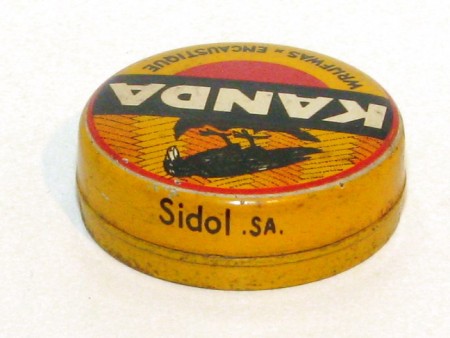 WRIJFWAS * ENCAUSTIQUE
KANDA
Sidol .SA.